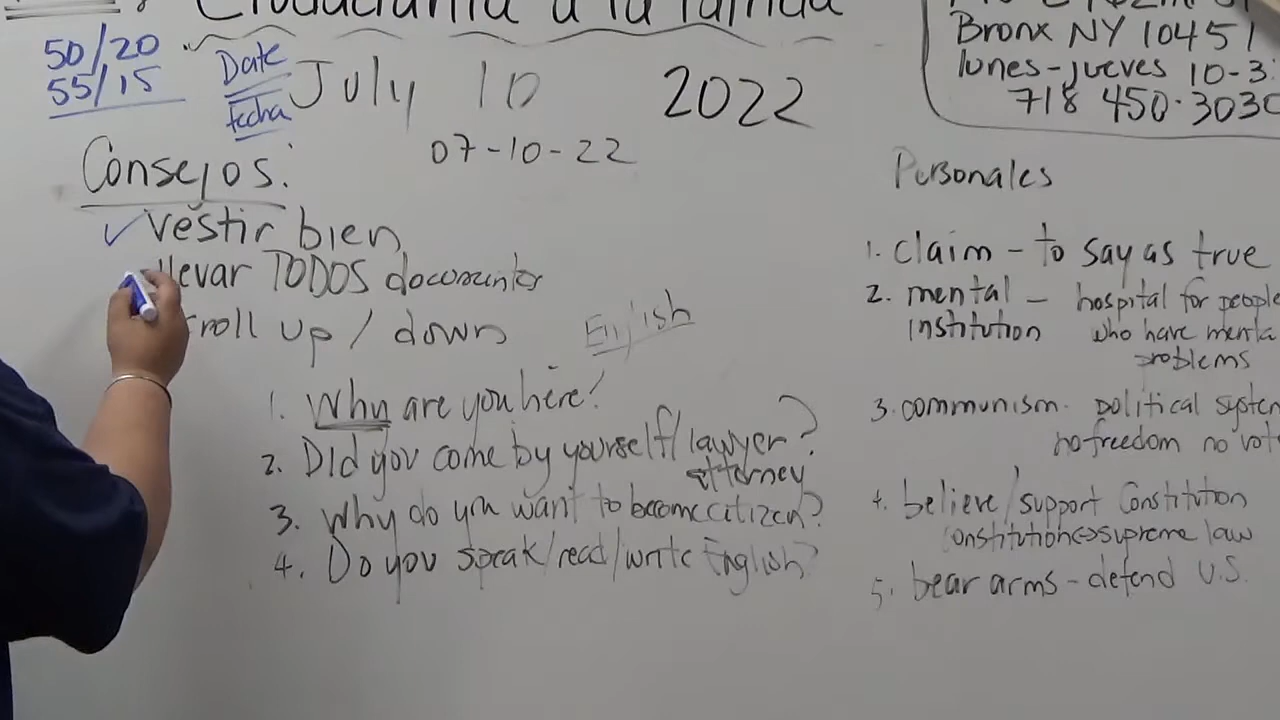 Ciudadanía a la
50/20
55/15
Date
Fecha
July 10 2022
07-10-22
Bronx NY 10451
lunes-jueves 10-3:
718 450-3030
Consejos:
✓ vestir bien
llevar TODOS documentos
roll up / down
English
1. Why are you here?
2. Did you come by yourself/lawyer?
attorney
3. Why do you want to become citizen?
4. Do you speak/read/write English?
Personales
1. claim - to say as true
2. mental - hospital for people
institution who have menta
problems
3. communism. political system
no freedom no vot
4. believe/support Constitution
onstitution<>supreme law
5. bear arms - defend U.S.